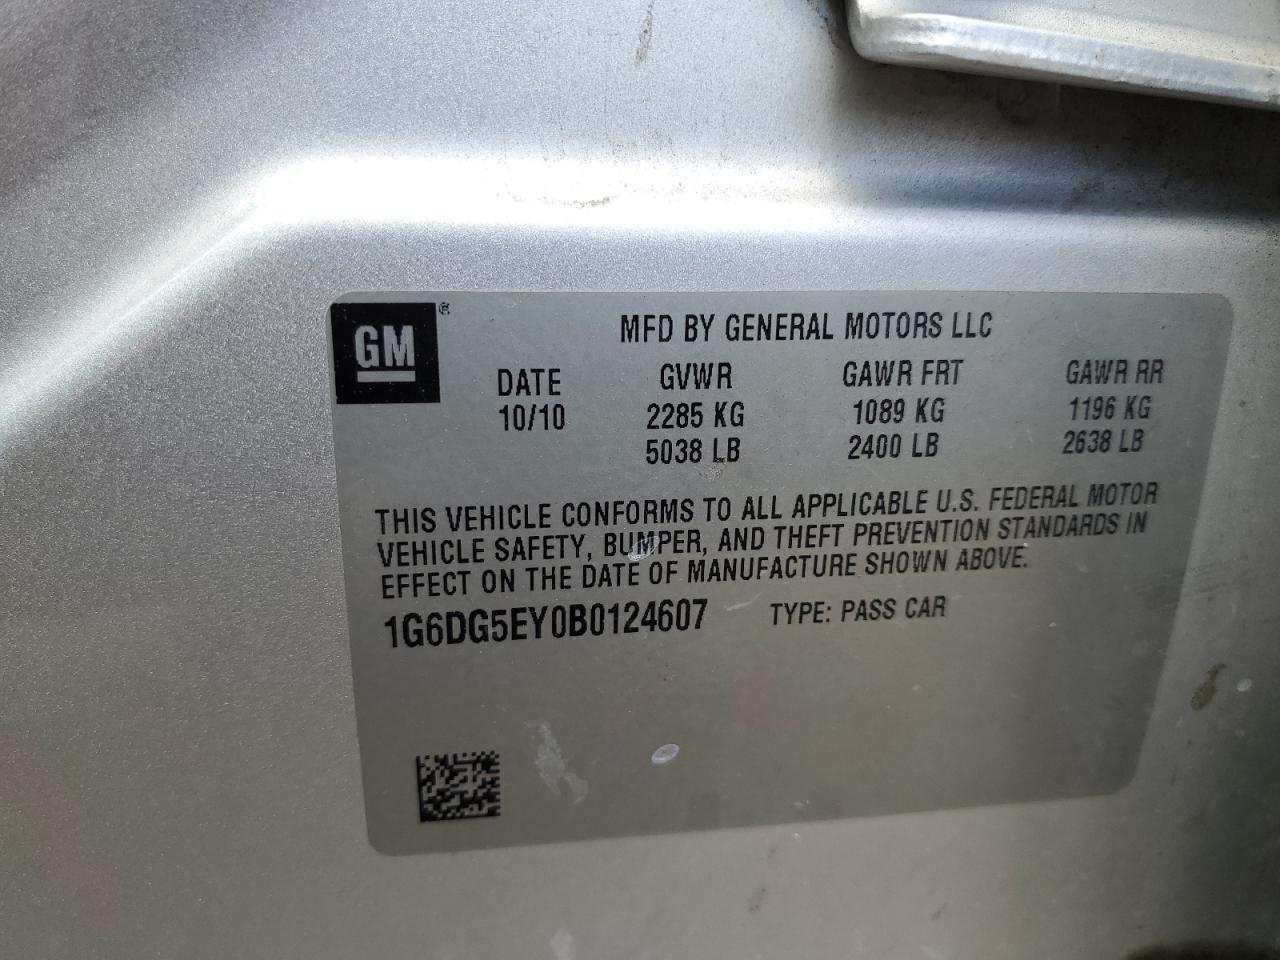 GM
MFD BY GENERAL MOTORS LLC
DATE GVWR GAWR FRT GAWR RR
10/10 2285 KG 1089 KG 1196 KG
5038 LB 2400 LB 2638 LB
THIS VEHICLE CONFORMS TO ALL APPLICABLE U.S. FEDERAL MOTOR
VEHICLE SAFETY, BUMPER, AND THEFT PREVENTION STANDARDS IN
EFFECT ON THE DATE OF MANUFACTURE SHOWN ABOVE.
1G6DG5EY0B0124607 TYPE: PASS CAR